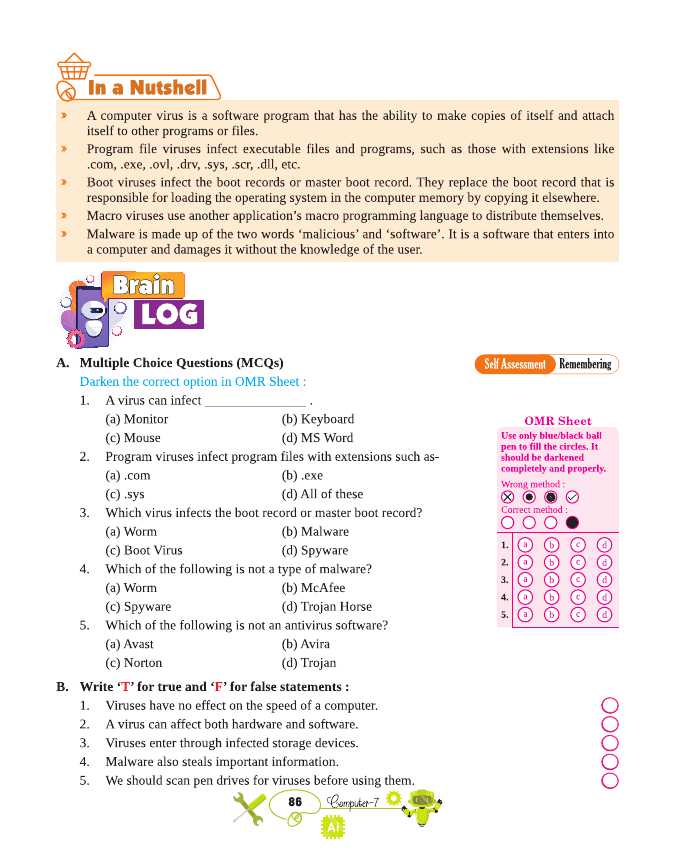 In a Nutshell
» A computer virus is a software program that has the ability to make copies of itself and attach
itself to other programs or files.
» Program file viruses infect executable files and programs, such as those with extensions like
.com, .exe, .ovl, .drv, .sys, .scr, .dll, etc.
» Boot viruses infect the boot records or master boot record. They replace the boot record that is
responsible for loading the operating system in the computer memory by copying it elsewhere.
» Macro viruses use another application’s macro programming language to distribute themselves.
» Malware is made up of the two words ‘malicious’ and ‘software’. It is a software that enters into
a computer and damages it without the knowledge of the user.
Brain
LOG
A. Multiple Choice Questions (MCQs)
Self Assessment Remembering
Darken the correct option in OMR Sheet :
1. A virus can infect _______________ .
(a) Monitor (b) Keyboard
(c) Mouse (d) MS Word
2. Program viruses infect program files with extensions such as-
(a) .com (b) .exe
(c) .sys (d) All of these
3. Which virus infects the boot record or master boot record?
(a) Worm (b) Malware
(c) Boot Virus (d) Spyware
4. Which of the following is not a type of malware?
(a) Worm (b) McAfee
(c) Spyware (d) Trojan Horse
5. Which of the following is not an antivirus software?
(a) Avast (b) Avira
(c) Norton (d) Trojan
OMR Sheet
Use only blue/black ball
pen to fill the circles. It
should be darkened
completely and properly.
Wrong method :
Correct method :
1. a b c d
2. a b c d
3. a b c d
4. a b c d
5. a b c d
B. Write ‘T’ for true and ‘F’ for false statements :
1. Viruses have no effect on the speed of a computer.
2. A virus can affect both hardware and software.
3. Viruses enter through infected storage devices.
4. Malware also steals important information.
5. We should scan pen drives for viruses before using them.
86 Computer-7
AI